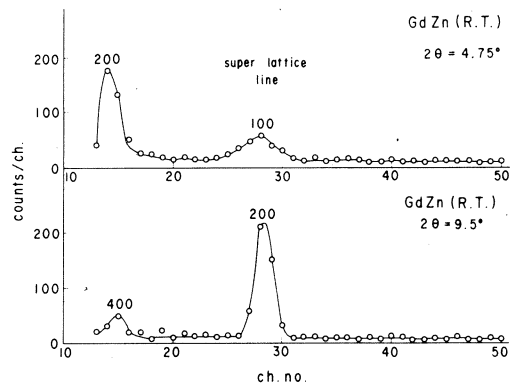 GdZn (R.T.)
2θ = 4.75°
200
super lattice
line
100
200
100
0
10
20
30
40
50
counts/ch.
GdZn (R.T.)
2θ = 9.5°
200
400
200
100
0
10
20
30
40
50
ch. no.